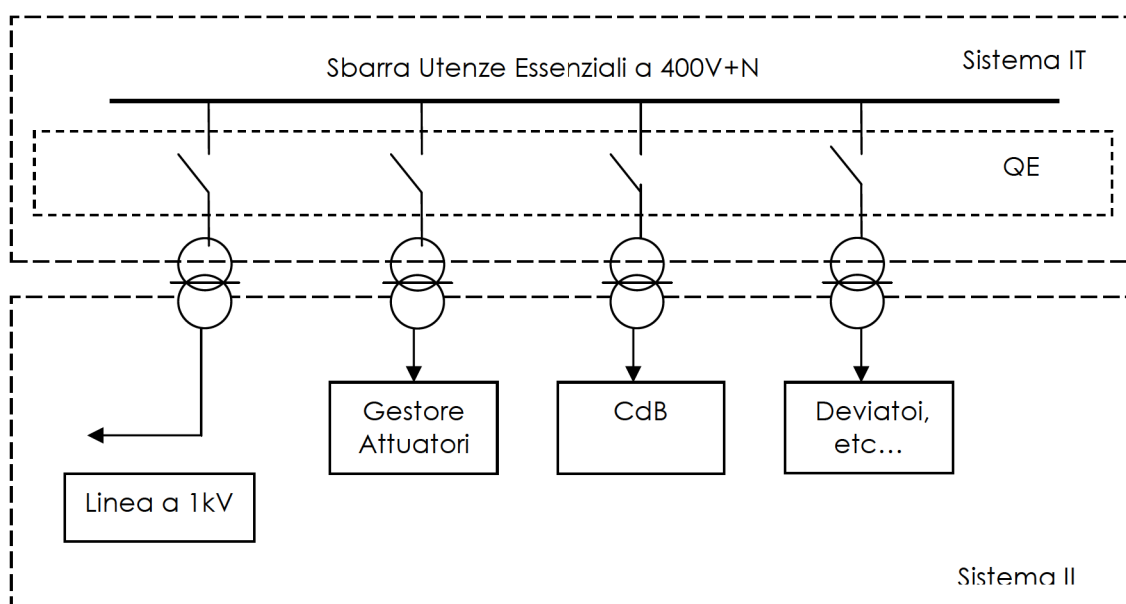 Sistema IT
Sbarra Utenze Essenziali a 400V+N
QE
Gestore
Attuatori
CdB
Deviatoi,
etc...
Linea a 1kV
Sistema II